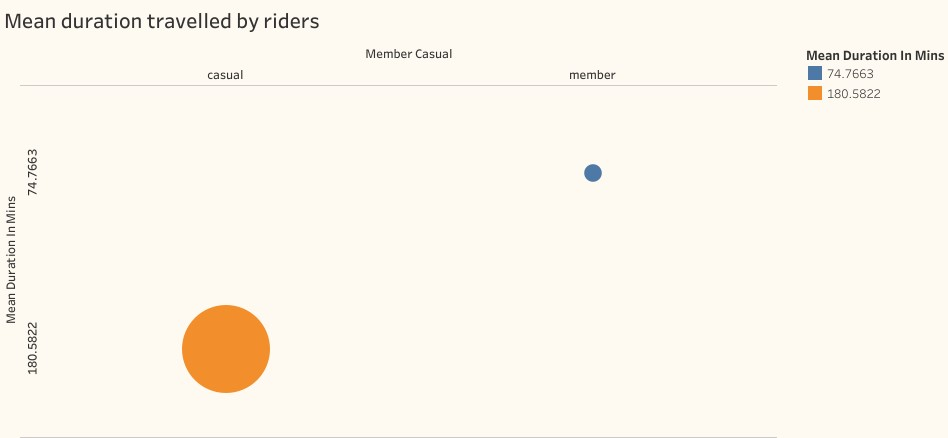 Mean duration travelled by riders
Member Casual
casual
member
Mean Duration In Mins
74.7663
180.5822
Mean Duration In Mins
74.7663
180.5822